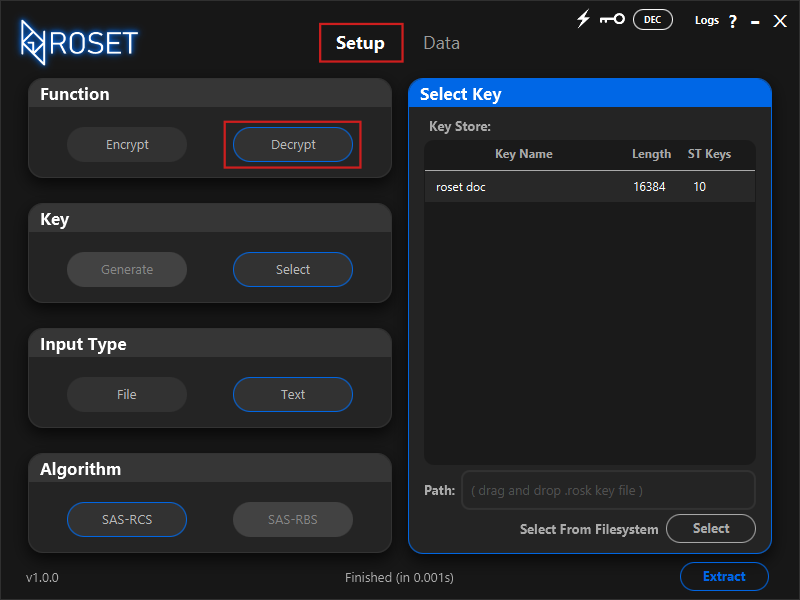 ROSET
Setup
Data
DEC
Logs ? – X
Function
Encrypt
Decrypt
Key
Generate
Select
Input Type
File
Text
Algorithm
SAS-RCS
SAS-RBS
Select Key
Key Store:
Key Name Length ST Keys
roset doc 16384 10
Path: ( drag and drop .rosk key file )
Select From Filesystem Select
v1.0.0
Finished (in 0.001s)
Extract